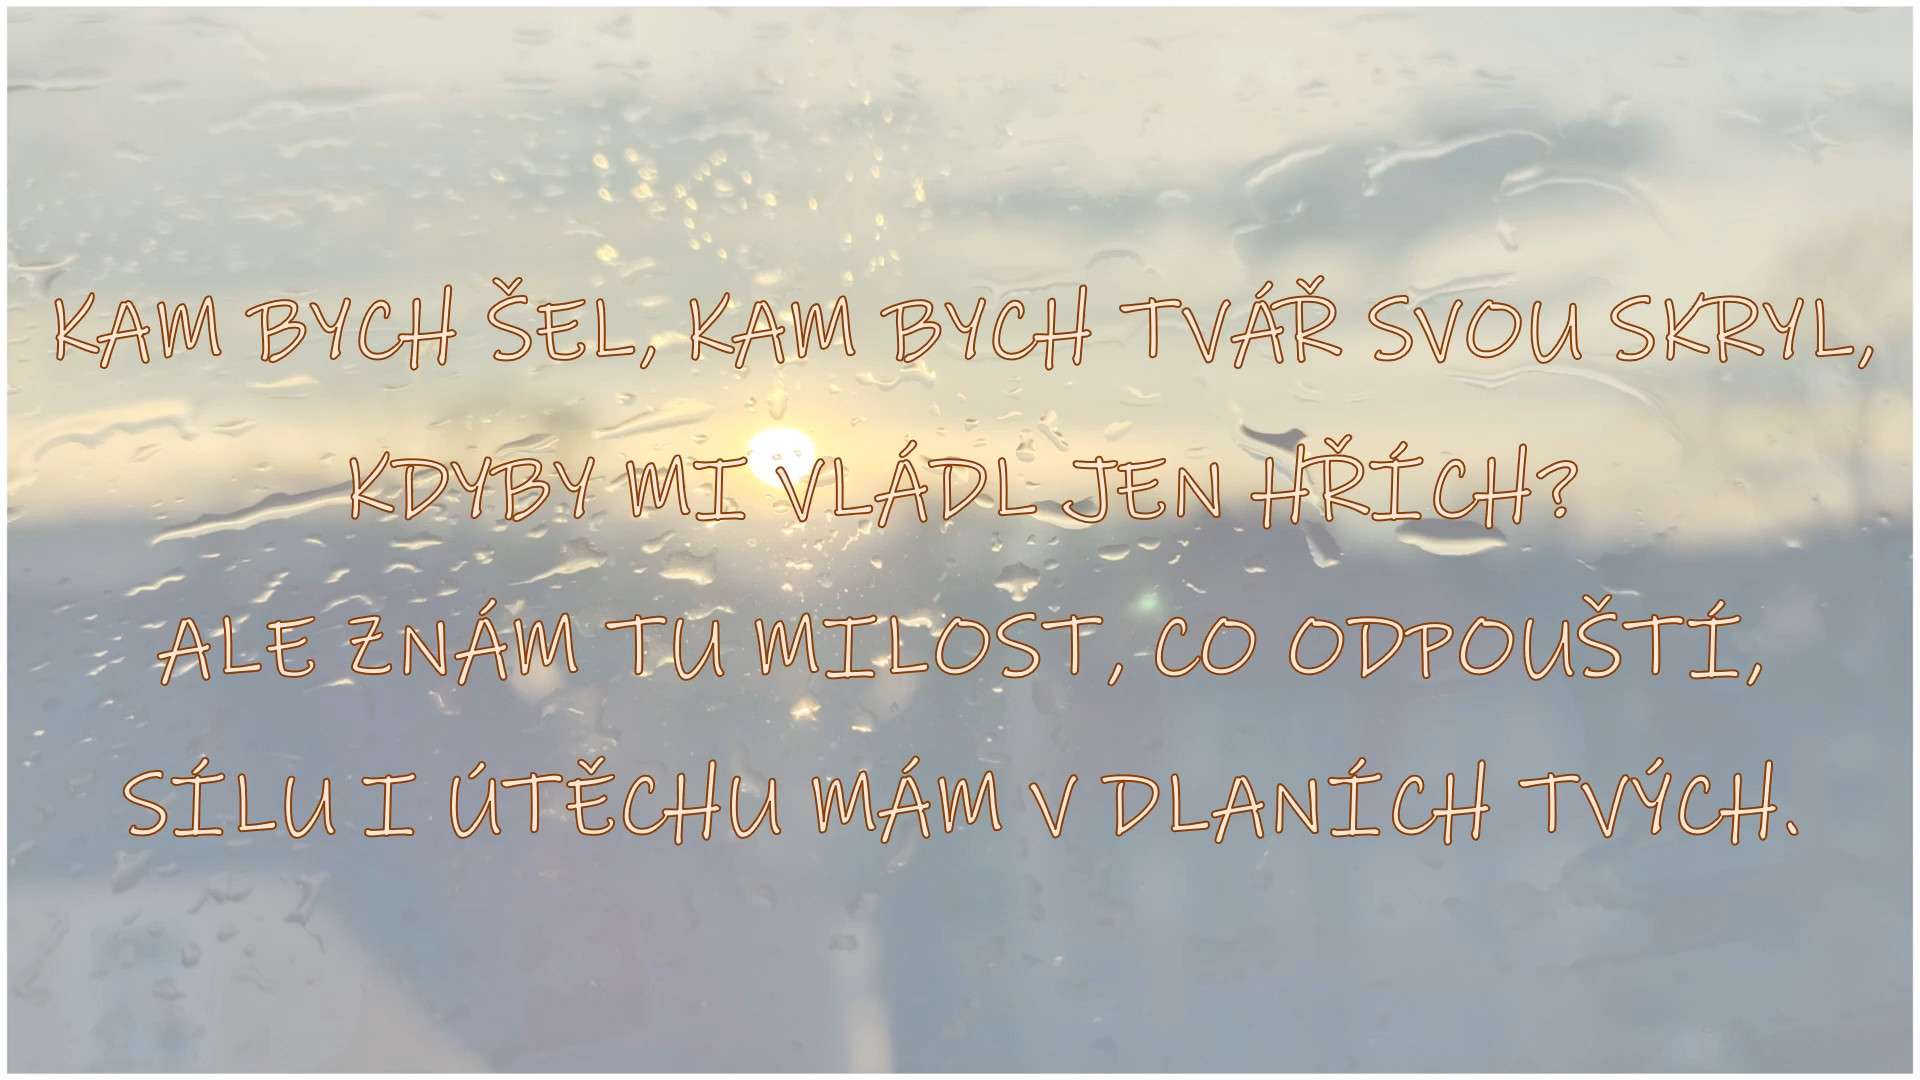 KAM BYCH ŠEL, KAM BYCH TVÁŘ SVOU SKRYL,
KDYBY MI VLÁDL JEN HŘÍCH?
ALE ZNÁM TU MILOST, CO ODPOUŠTÍ,
SÍLU I ÚTĚCHU MÁM V DLANÍCH TVÝCH.